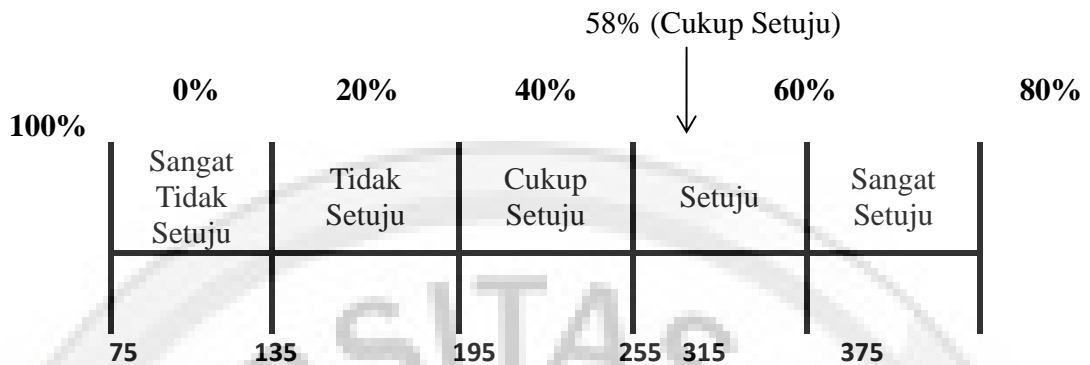 58% (Cukup Setuju)
0% 20% 40% 60% 80%
100%
Sangat Tidak Setuju
Tidak Setuju
Cukup Setuju
Setuju
Sangat Setuju
75 135 195 255 315 375
SITAS